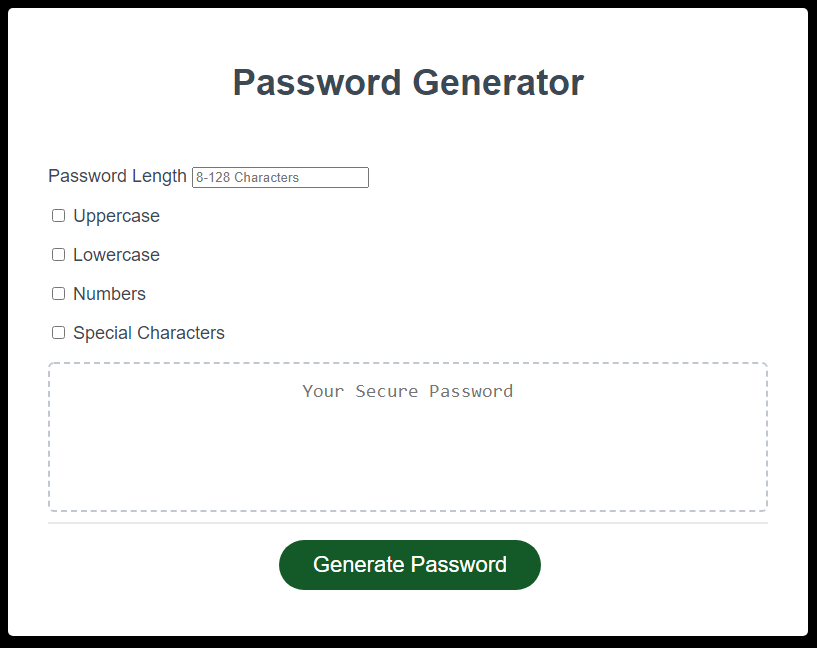 Password Generator
Password Length 8-128 Characters
Uppercase
Lowercase
Numbers
Special Characters
Your Secure Password
Generate Password